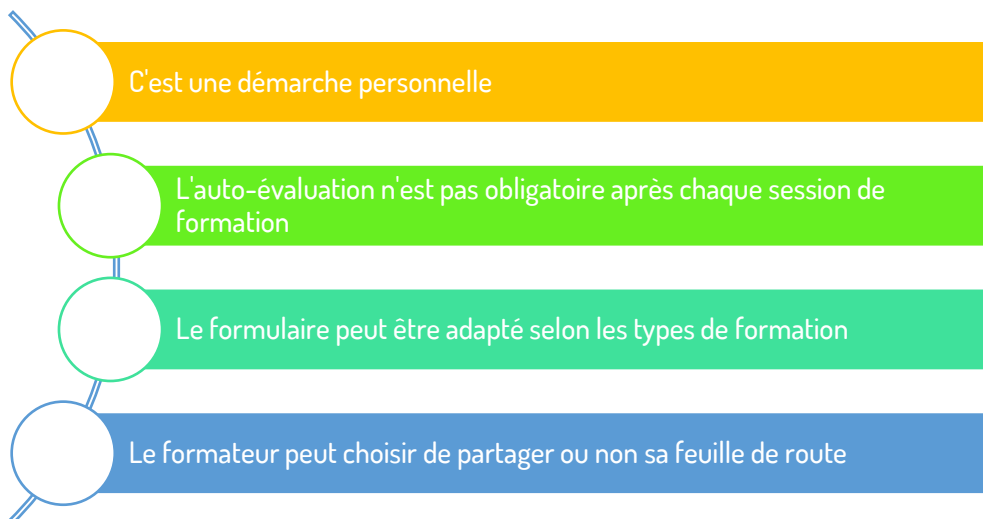 C'est une démarche personnelle
L'auto-évaluation n'est pas obligatoire après chaque session de
formation
Le formulaire peut être adapté selon les types de formation
Le formateur peut choisir de partager ou non sa feuille de route